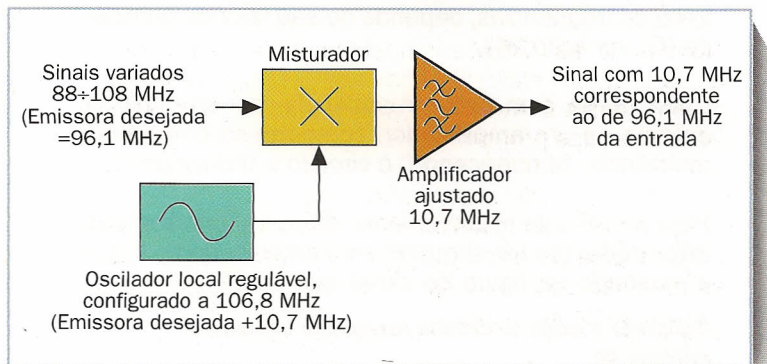 Misturador
Sinais variados
88÷108 MHz
(Emissora desejada
=96,1 MHz)
Sinal com 10,7 MHz
correspondente
ao de 96,1 MHz
da entrada
Amplificador
ajustado
10,7 MHz
Oscilador local regulável,
configurado a 106,8 MHz
(Emissora desejada +10,7 MHz)